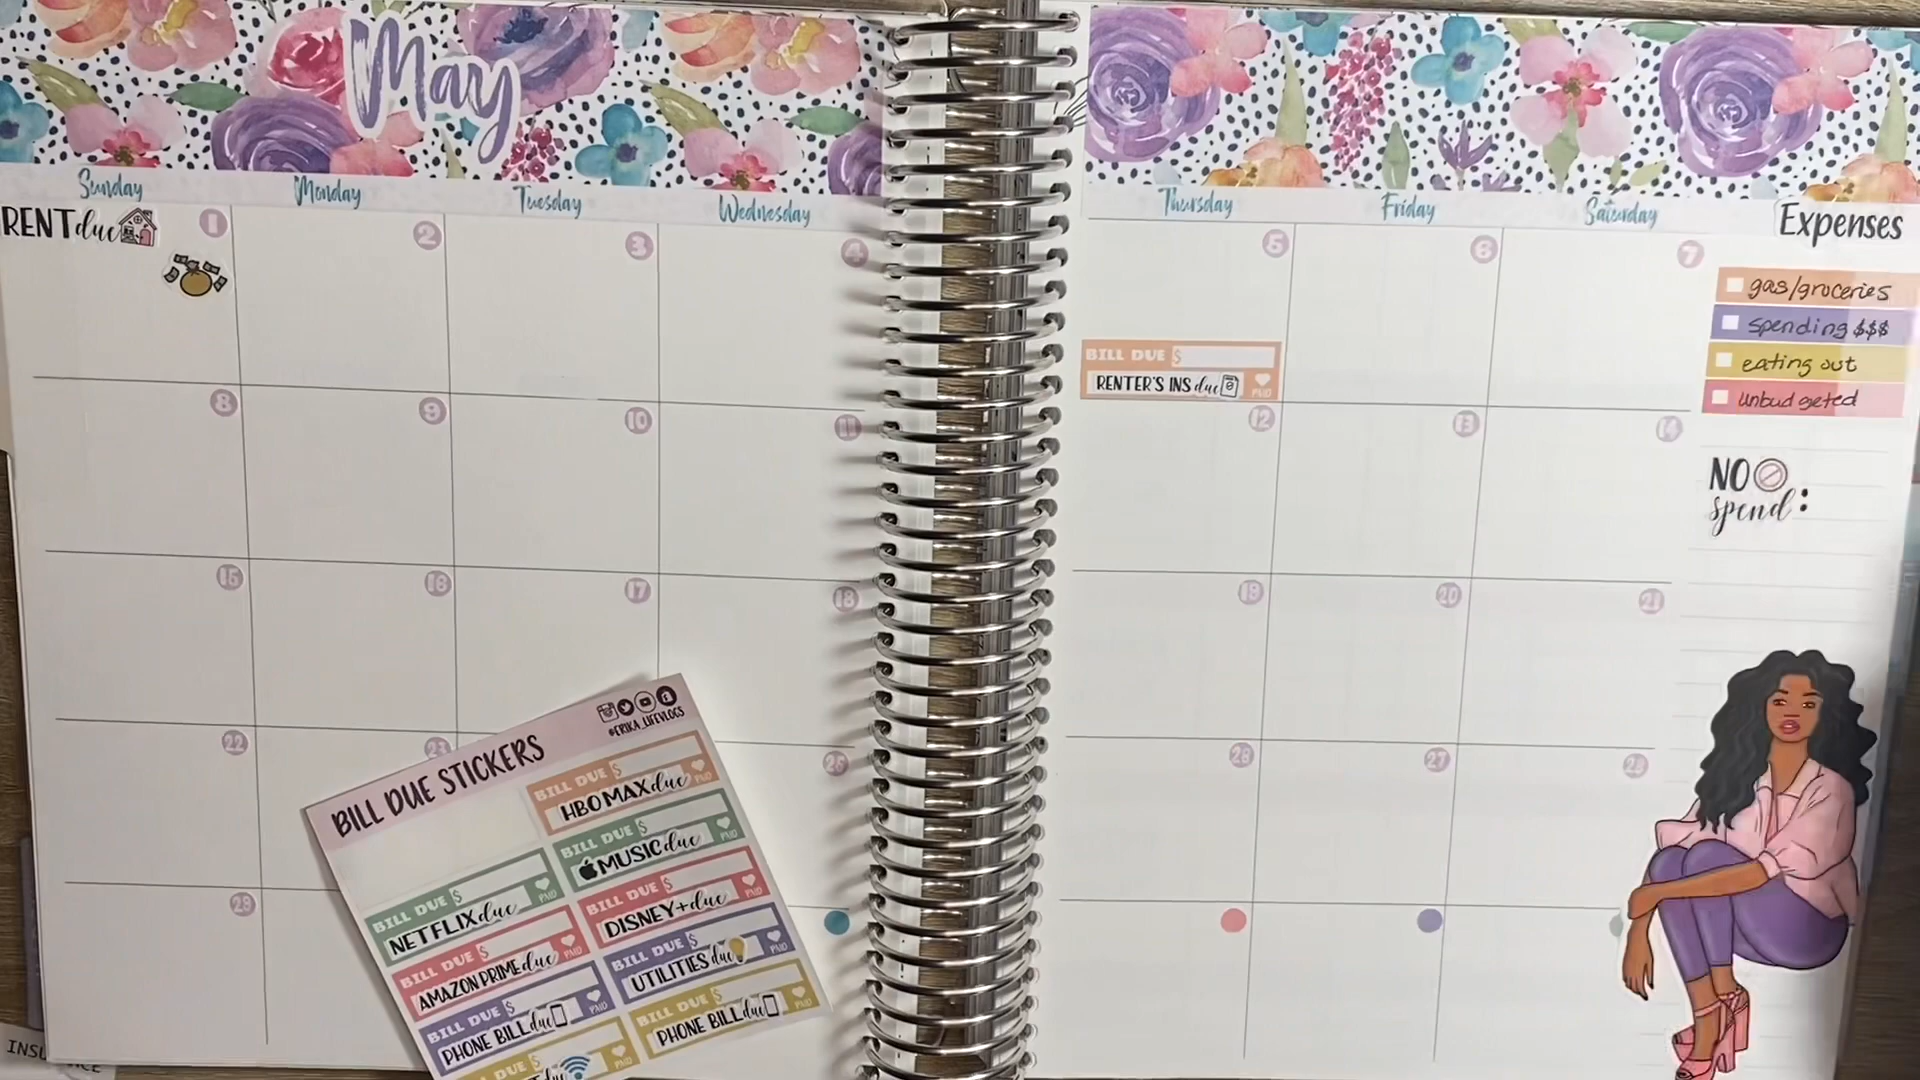 May
Sunday Monday Tuesday Wednesday Thursday Friday Saturday
Expenses
RENT due 1 2 3 4 5 6 7
gas/groceries
spending $$$
eating out
unbudgeted
BILL DUE $
RENTER'S INS due PAID
8 9 10 11 12 13 14
NO
spend:
15 16 17 18 19 20 21
22 23 25 26 27 28
29
BILL DUE STICKERS
@ERIKA_LIFEVLOGS
BILL DUE $
HBO MAX due PAID
BILL DUE $
MUSIC due PAID
BILL DUE $
NETFLIX due PAID
BILL DUE $
DISNEY+ due PAID
BILL DUE $
AMAZON PRIME due PAID
BILL DUE $
UTILITIES due PAID
BILL DUE $
PHONE BILL due PAID
BILL DUE $
PHONE BILL due PAID
BILL DUE $
due PAID